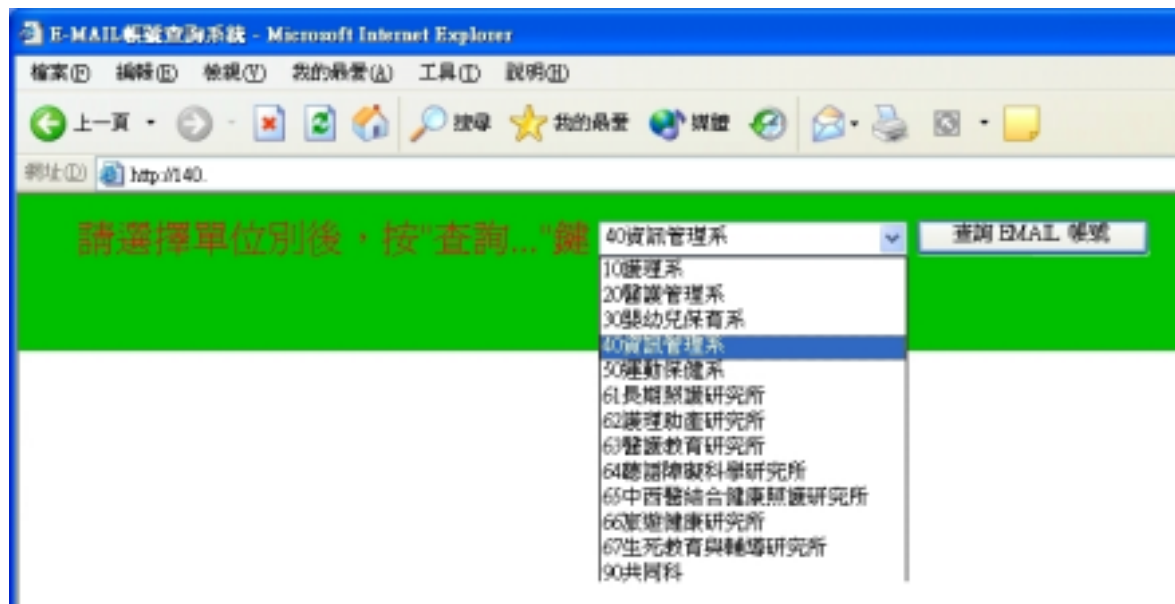 E-MAIL帳號查詢系統 - Microsoft Internet Explorer
檔案(F) 編輯(E) 檢視(V) 我的最愛(A) 工具(T) 說明(H)
上一頁 搜尋 我的最愛 媒體
網址(D) http://140.
請選擇單位別後，按"查詢..."鍵 40資訊管理系 查詢 EMAIL 帳號
10護理系
20醫護管理系
30嬰幼兒保育系
40資訊管理系
50運動保健系
61長期照護研究所
62護理助產研究所
63醫護教育研究所
64聽語障礙科學研究所
65中西醫結合健康照護研究所
66旅遊健康研究所
67生死教育與輔導研究所
90共同科